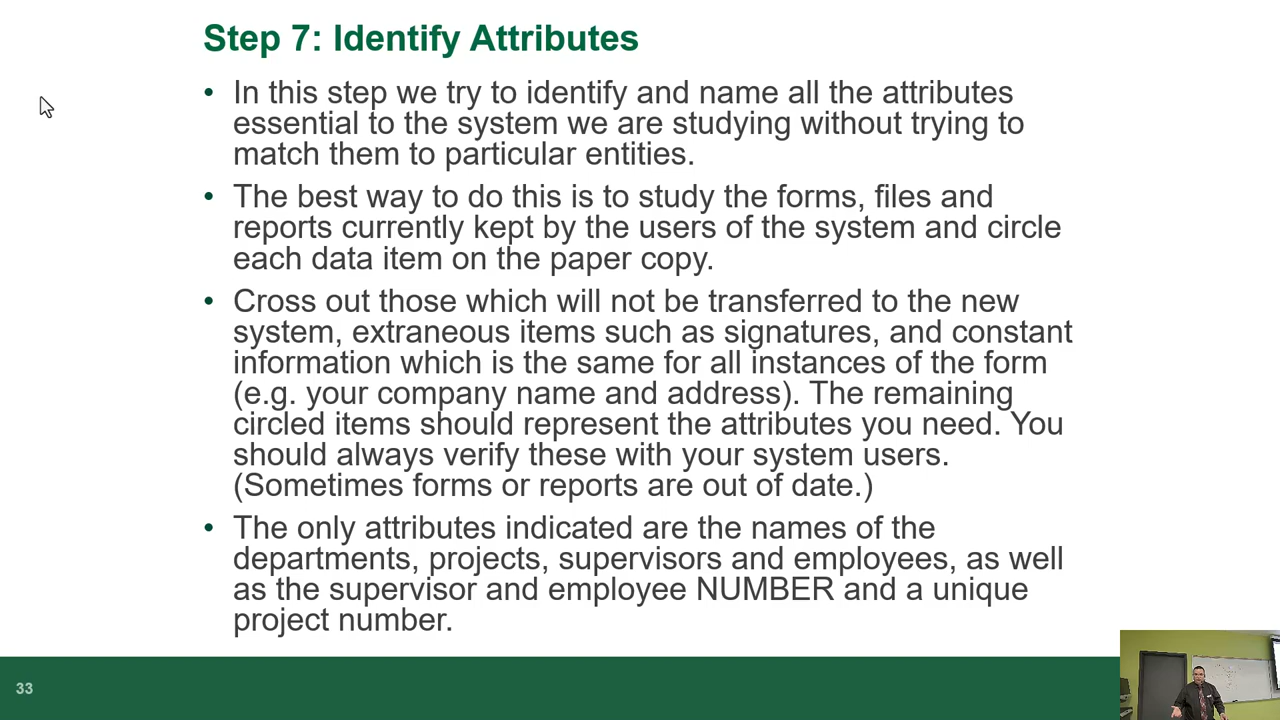 Step 7: Identify Attributes
• In this step we try to identify and name all the attributes
essential to the system we are studying without trying to
match them to particular entities.
• The best way to do this is to study the forms, files and
reports currently kept by the users of the system and circle
each data item on the paper copy.
• Cross out those which will not be transferred to the new
system, extraneous items such as signatures, and constant
information which is the same for all instances of the form
(e.g. your company name and address). The remaining
circled items should represent the attributes you need. You
should always verify these with your system users.
(Sometimes forms or reports are out of date.)
• The only attributes indicated are the names of the
departments, projects, supervisors and employees, as well
as the supervisor and employee NUMBER and a unique
project number.
33